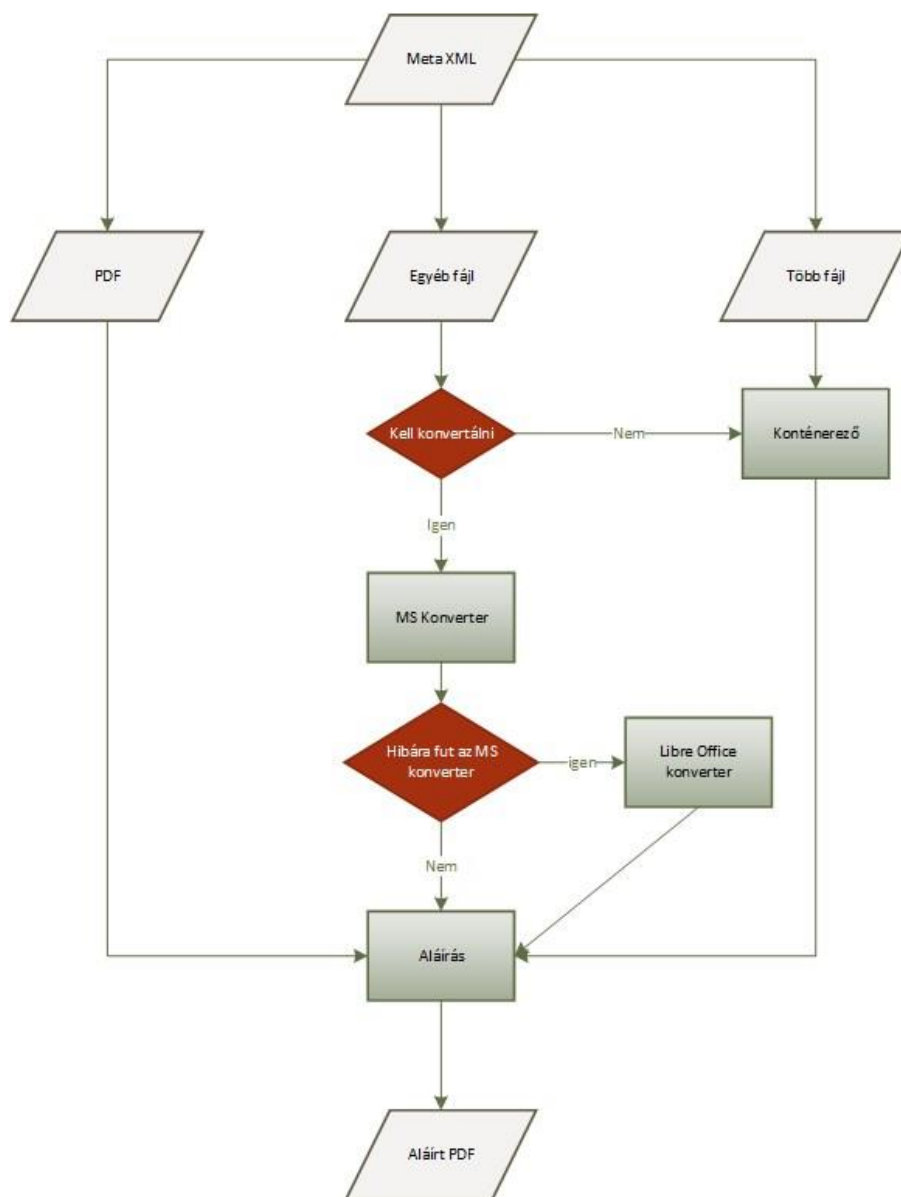 Meta XML
PDF
Egyéb fájl
Több fájl
Kell konvertálni
Nem
Konténerező
Igen
MS Konverter
Hibára fut az MS
konverter
igen
Libre Office
konverter
Nem
Aláírás
Aláírt PDF